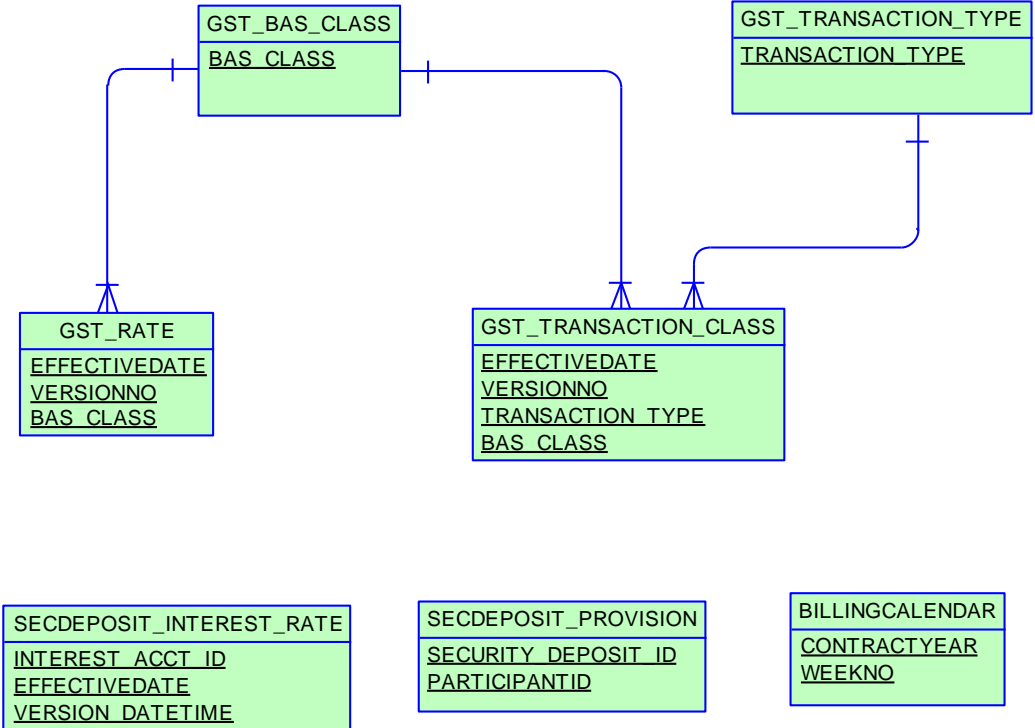 GST_BAS_CLASS
BAS_CLASS
GST_TRANSACTION_TYPE
TRANSACTION_TYPE
GST_RATE
EFFECTIVEDATE
VERSIONNO
BAS_CLASS
GST_TRANSACTION_CLASS
EFFECTIVEDATE
VERSIONNO
TRANSACTION_TYPE
BAS_CLASS
SECDEPOSIT_INTEREST_RATE
INTEREST_ACCT_ID
EFFECTIVEDATE
VERSION_DATETIME
SECDEPOSIT_PROVISION
SECURITY_DEPOSIT_ID
PARTICIPANTID
BILLINGCALENDAR
CONTRACTYEAR
WEEKNO